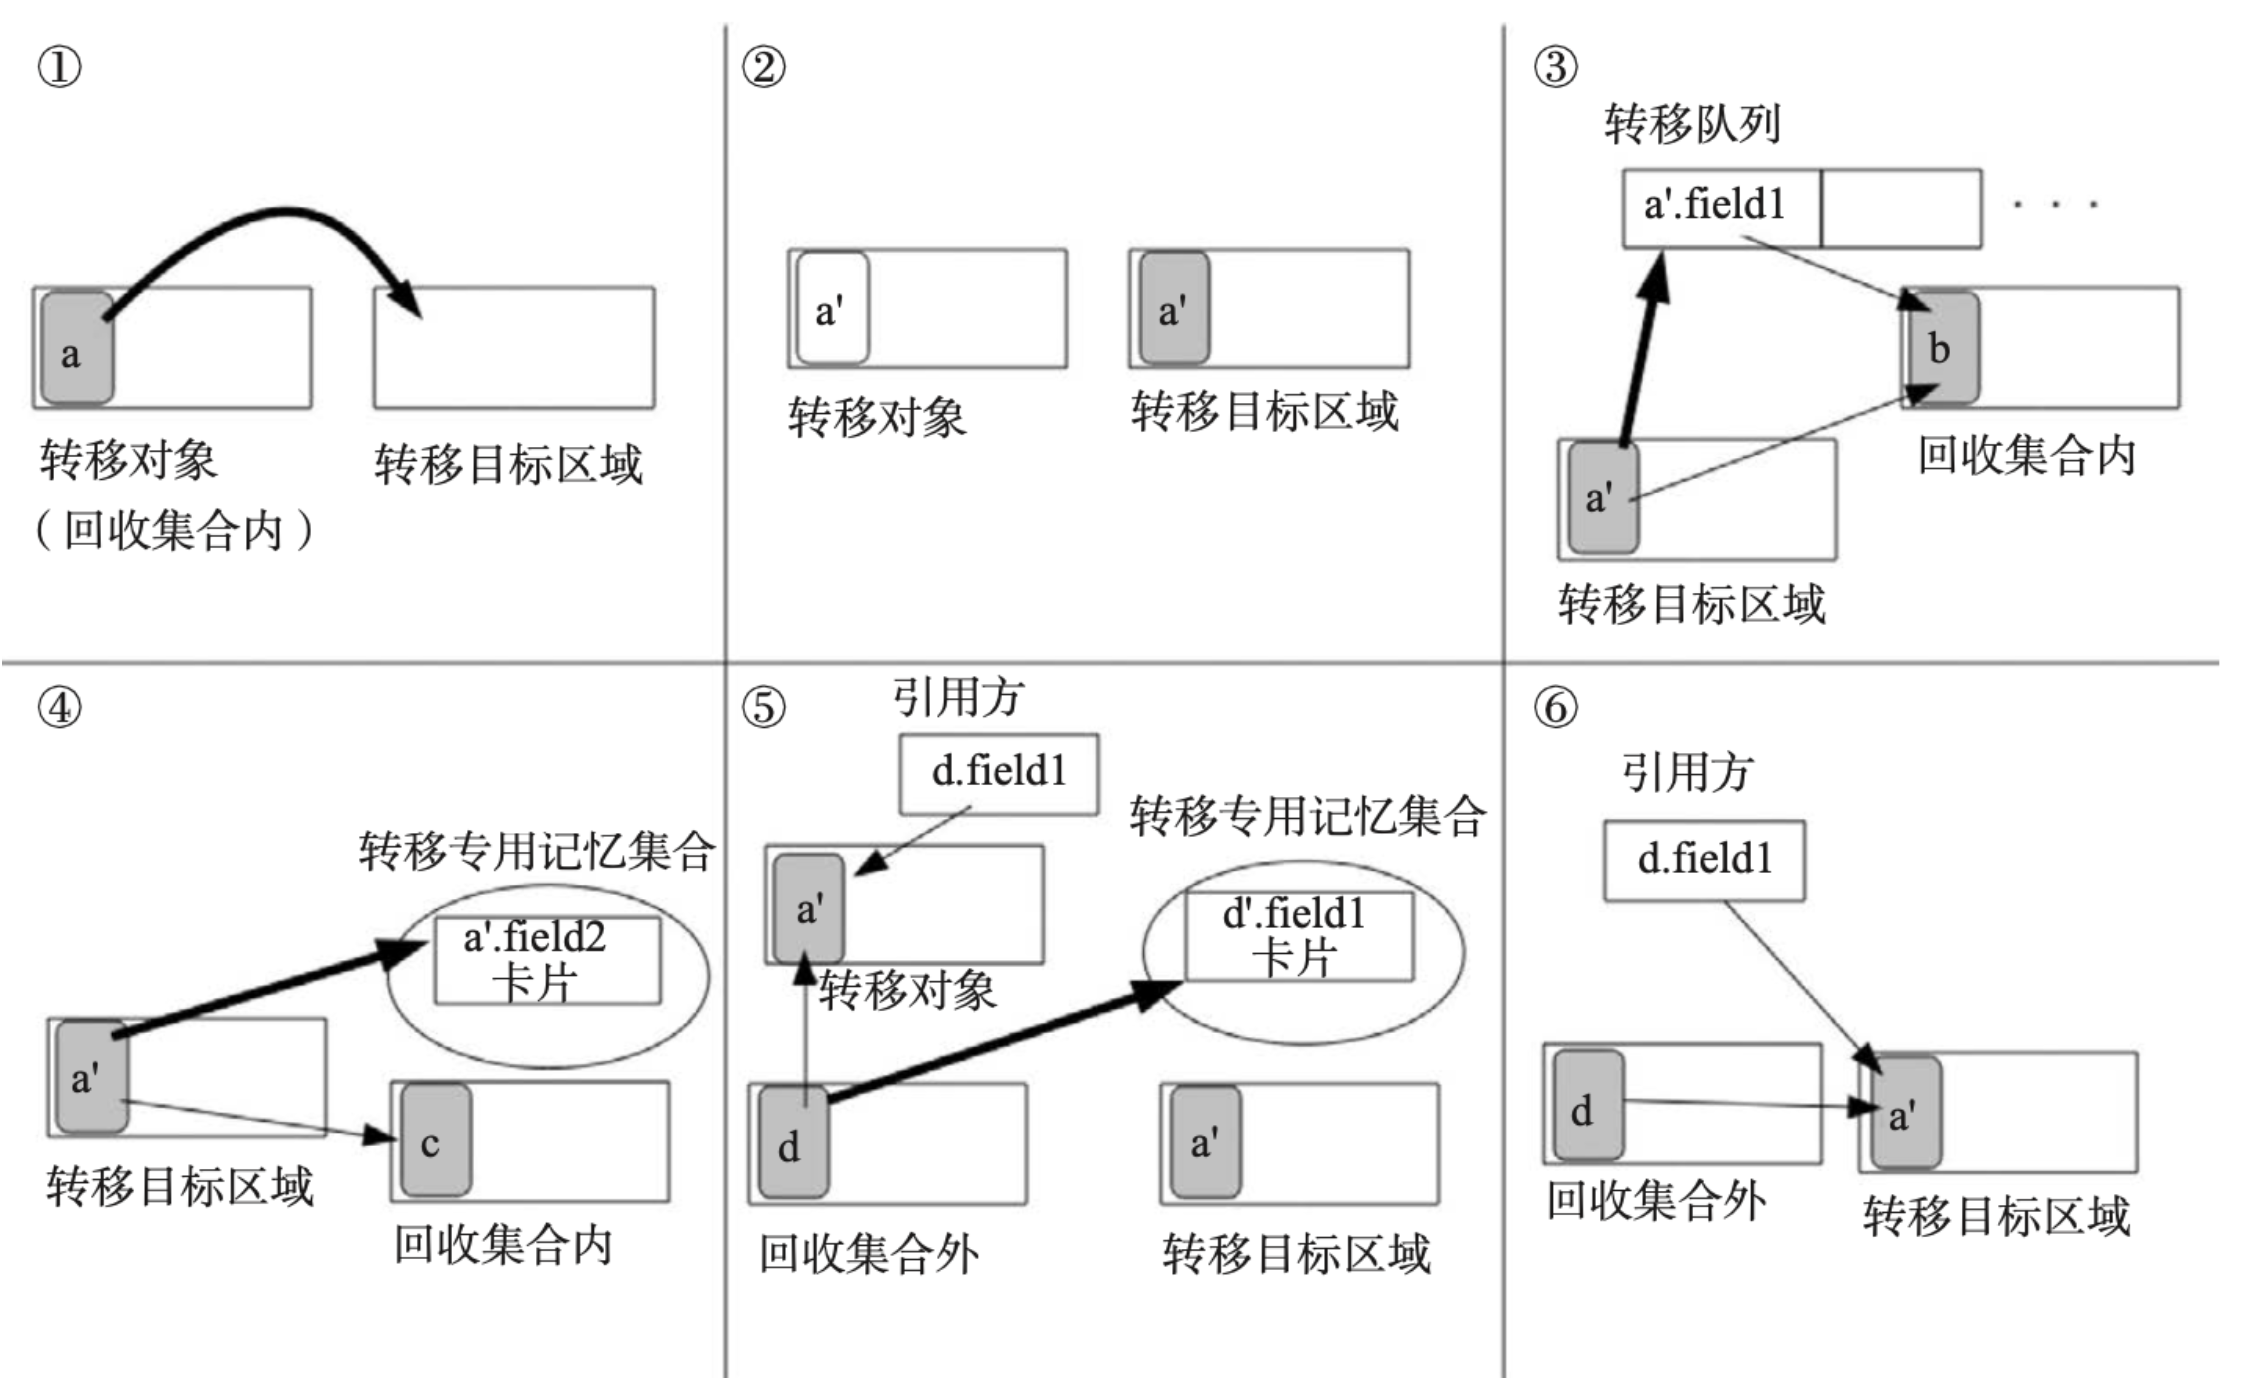 ①
a
转移对象
（回收集合内）
转移目标区域
②
a'
转移对象
a'
转移目标区域
③
转移队列
a'.field1
· · ·
b
回收集合内
a'
转移目标区域
④
转移专用记忆集合
a'.field2
卡片
a'
转移目标区域
c
回收集合内
⑤
引用方
d.field1
转移专用记忆集合
a'
转移对象
d'.field1
卡片
d
回收集合外
a'
转移目标区域
⑥
引用方
d.field1
d
回收集合外
a'
转移目标区域